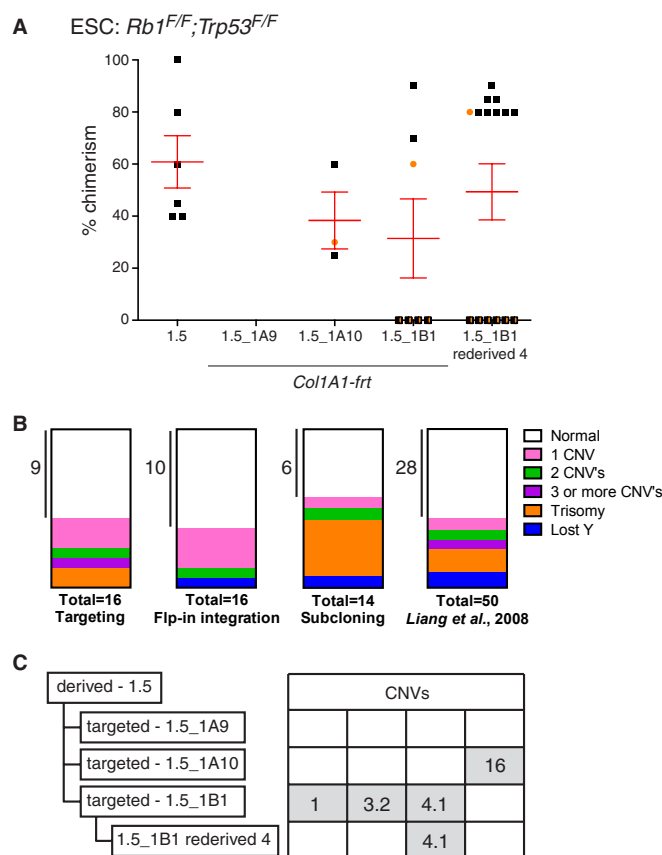 A ESC: Rb1^F/F;Trp53^F/F
% chimerism
100
80
60
40
20
0
1.5 1.5_1A9 1.5_1A10 1.5_1B1 1.5_1B1
rederived 4
Col1A1-frt
B
9 10 6 28
Normal
1 CNV
2 CNV's
3 or more CNV's
Trisomy
Lost Y
Total=16 Total=16 Total=14 Total=50
Targeting Flp-in integration Subcloning Liang et al., 2008
C
derived - 1.5 CNVs
targeted - 1.5_1A9
targeted - 1.5_1A10 16
targeted - 1.5_1B1 1 3.2 4.1
1.5_1B1 rederived 4 4.1